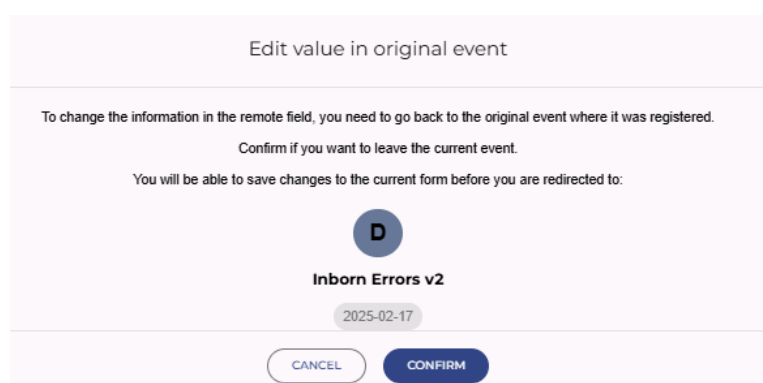 Edit value in original event
To change the information in the remote field, you need to go back to the original event where it was registered.
Confirm if you want to leave the current event.
You will be able to save changes to the current form before you are redirected to:
D
Inborn Errors v2
2025-02-17
CANCEL CONFIRM